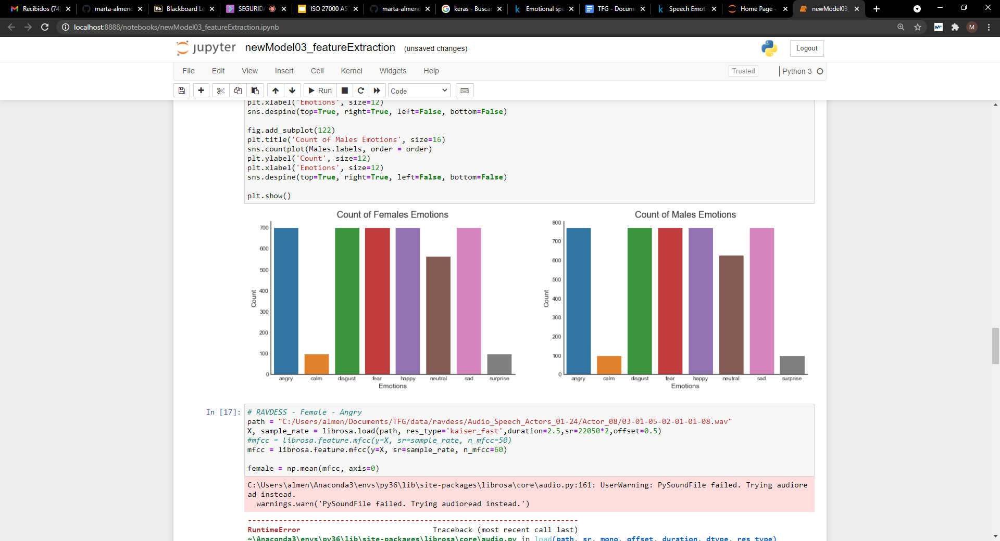 Recibidos (74)
marta-almend
Blackboard Le
SEGURIDA
ISO 27000 A5,
marta-almend
keras - Buscar
Emotional spe
TFG - Docum
Speech Emoti
Home Page -
newModel03_
localhost:8888/notebooks/newModel03_featureExtraction.ipynb
M
jupyter newModel03_featureExtraction (unsaved changes)
Logout
File Edit View Insert Cell Kernel Widgets Help
Trusted Python 3
Run Code
plt.xlabel('Emotions', size=12)
sns.despine(top=True, right=True, left=False, bottom=False)
fig.add_subplot(122)
plt.title('Count of Males Emotions', size=16)
sns.countplot(Males.labels, order = order)
plt.ylabel('Count', size=12)
plt.xlabel('Emotions', size=12)
sns.despine(top=True, right=True, left=False, bottom=False)
plt.show()
Count of Females Emotions
700
600
500
400
300
200
100
0
Count
angry calm disgust fear happy neutral sad surprise
Emotions
Count of Males Emotions
800
700
600
500
400
300
200
100
0
Count
angry calm disgust fear happy neutral sad surprise
Emotions
In [17]:
# RAVDESS - Female - Angry
path = "C:/Users/almen/Documents/TFG/data/ravdess/Audio_Speech_Actors_01-24/Actor_08/03-01-05-02-01-01-08.wav"
X, sample_rate = librosa.load(path, res_type='kaiser_fast',duration=2.5,sr=22050*2,offset=0.5)
#mfcc = librosa.feature.mfcc(y=X, sr=sample_rate, n_mfcc=50)
mfcc = librosa.feature.mfcc(y=X, sr=sample_rate, n_mfcc=60)
female = np.mean(mfcc, axis=0)
C:\Users\almen\Anaconda3\envs\py36\lib\site-packages\librosa\core\audio.py:161: UserWarning: PySoundFile failed. Trying audiore
ad instead.
warnings.warn('PySoundFile failed. Trying audioread instead.')
---------------------------------------------------------------------------
RuntimeError Traceback (most recent call last)
~\Anaconda3\envs\py36\lib\site-packages\librosa\core\audio.py in load(path, sr, mono, offset, duration, dtype, res_type)